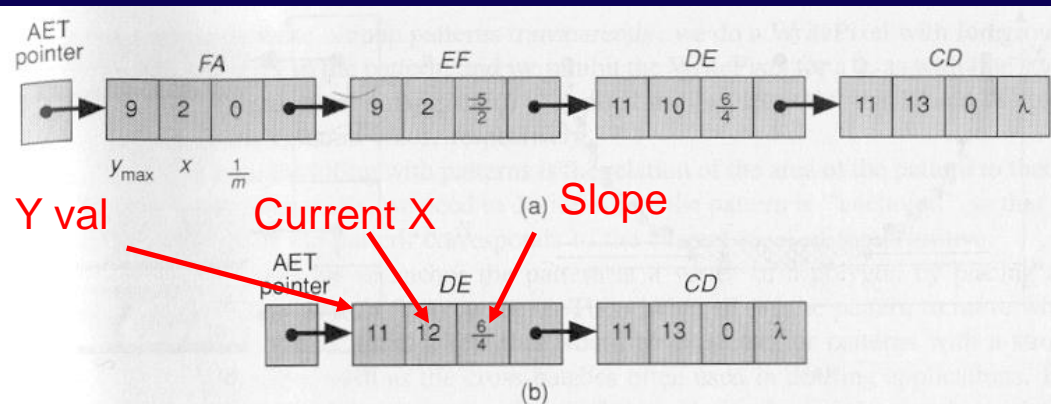 AET
pointer
FA EF DE CD
9 2 0 9 2 -5/2 11 10 6/4 11 13 0 λ
y max x 1/m
(a)
Y val Current X Slope
AET
pointer
DE CD
11 12 6/4 11 13 0 λ
(b)